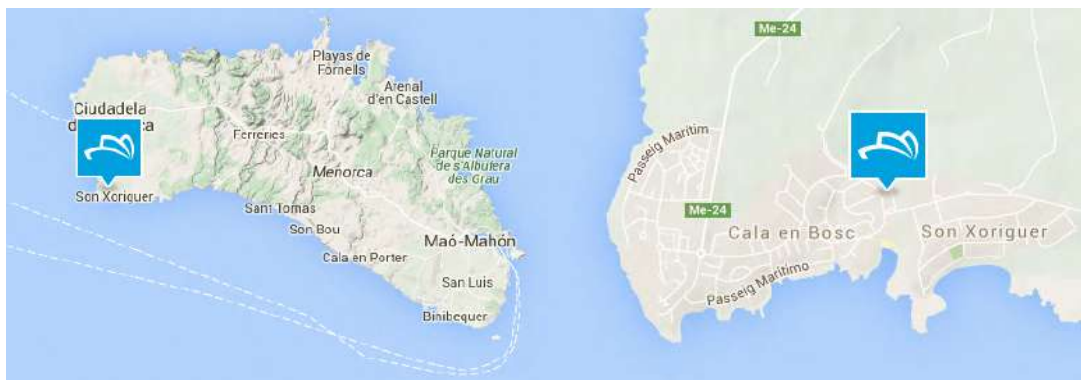 Playas de
Fornells
Arenal
d'en Castell
Ciudadela
Ferreries
Parque Natural
de s'Albufera
des Grau
Menorca
Son Xoriguer
Sant Tomas
Son Bou
Maó-Mahón
Cala en Porter
San Luis
Binibequer
Me-24
Passeig Marítim
Me-24
Cala en Bosc
Son Xoriguer
Passeig Marítimo